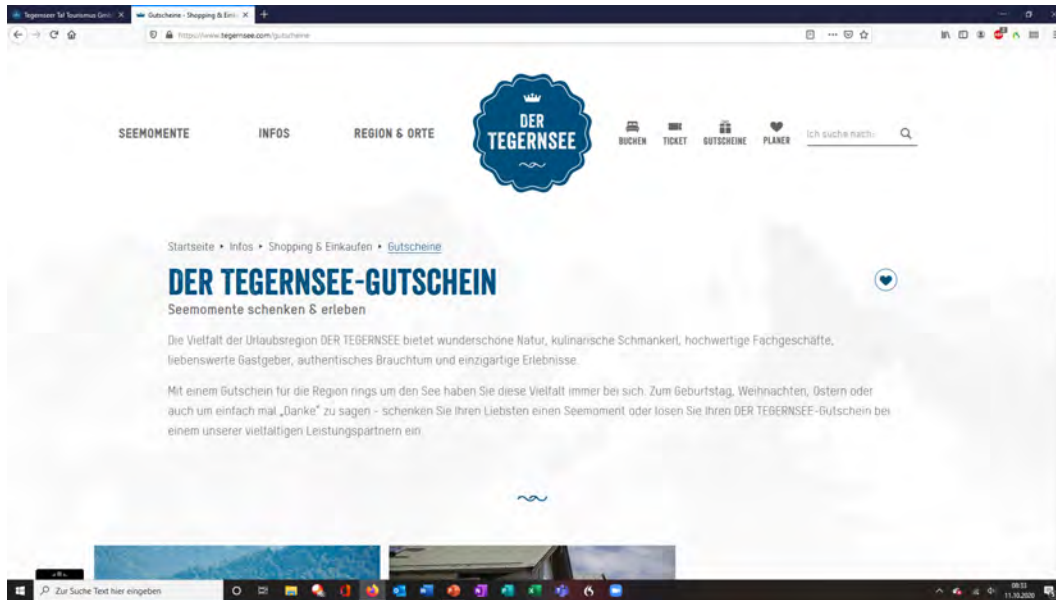 Tegernseer Tal Tourismus Gmb
Gutscheine - Shopping & Eink
https://www.tegernsee.com/gutscheine
SEEMOMENTE
INFOS
REGION & ORTE
DER
TEGERNSEE
BUCHEN
TICKET
GUTSCHEINE
PLANER
Ich suche nach:
Startseite ‣ Infos ‣ Shopping & Einkaufen ‣ Gutscheine
DER TEGERNSEE-GUTSCHEIN
Seemomente schenken & erleben
Die Vielfalt der Urlaubsregion DER TEGERNSEE bietet wunderschöne Natur, kulinarische Schmankerl, hochwertige Fachgeschäfte,
liebenswerte Gastgeber, authentisches Brauchtum und einzigartige Erlebnisse.
Mit einem Gutschein für die Region rings um den See haben Sie diese Vielfalt immer bei sich. Zum Geburtstag, Weihnachten, Ostern oder
auch um einfach mal „Danke" zu sagen - schenken Sie Ihren Liebsten einen Seemoment oder lösen Sie Ihren DER TEGERNSEE-Gutschein bei
einem unserer vielfältigen Leistungspartnern ein.
Zur Suche Text hier eingeben
08:33
11.10.2020